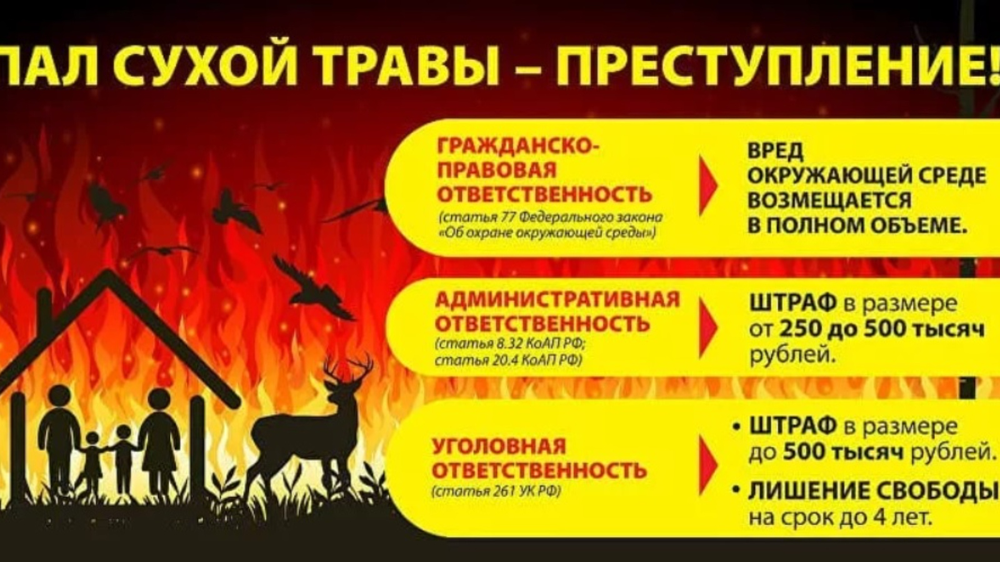 ПАЛ СУХОЙ ТРАВЫ – ПРЕСТУПЛЕНИЕ!
ГРАЖДАНСКО-
ПРАВОВАЯ
ОТВЕТСТВЕННОСТЬ
(статья 77 Федерального закона
«Об охране окружающей среды»)
ВРЕД
ОКРУЖАЮЩЕЙ СРЕДЕ
ВОЗМЕЩАЕТСЯ
В ПОЛНОМ ОБЪЕМЕ.
АДМИНИСТРАТИВНАЯ
ОТВЕТСТВЕННОСТЬ
(статья 8.32 КоАП РФ;
статья 20.4 КоАП РФ)
ШТРАФ в размере
от 250 до 500 тысяч
рублей.
УГОЛОВНАЯ
ОТВЕТСТВЕННОСТЬ
(статья 261 УК РФ)
• ШТРАФ в размере
до 500 тысяч рублей.
• ЛИШЕНИЕ СВОБОДЫ
на срок до 4 лет.